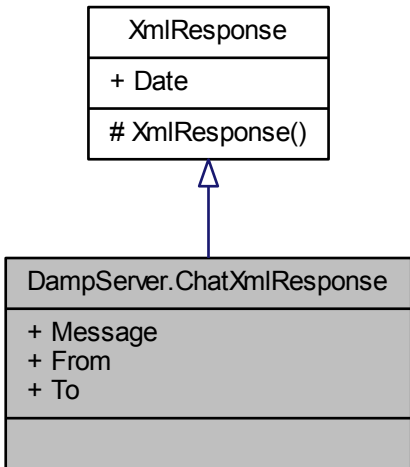 XmlResponse
+ Date
# XmlResponse()
DampServer.ChatXmlResponse
+ Message
+ From
+ To